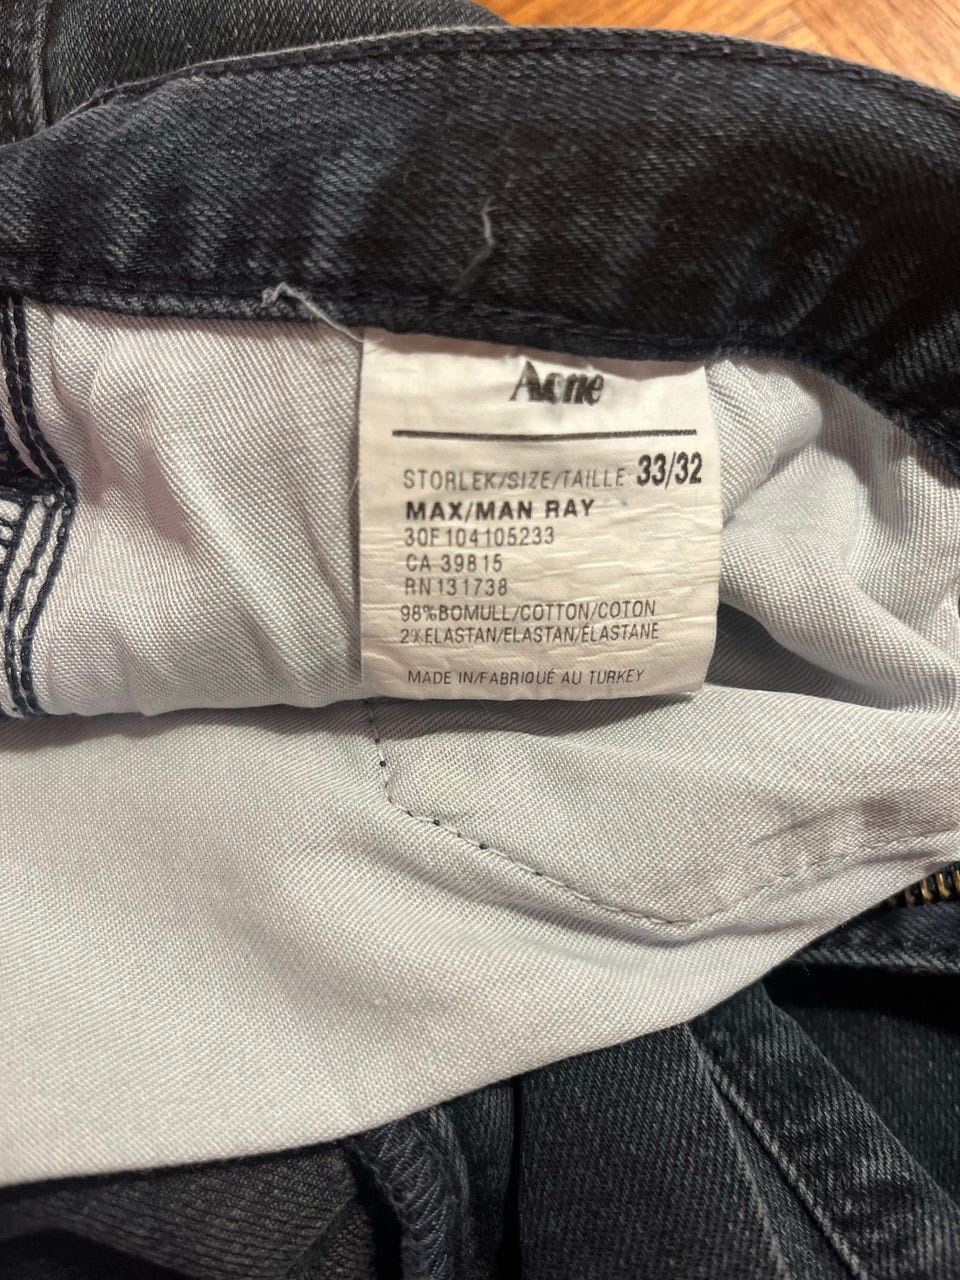 Acne
STORLEK/SIZE/TAILLE 33/32
MAX/MAN RAY
30F104105233
CA 39815
RN131738
98%BOMULL/COTTON/COTON
2%ELASTAN/ELASTAN/ÉLASTANE
MADE IN/FABRIQUÉ AU TURKEY